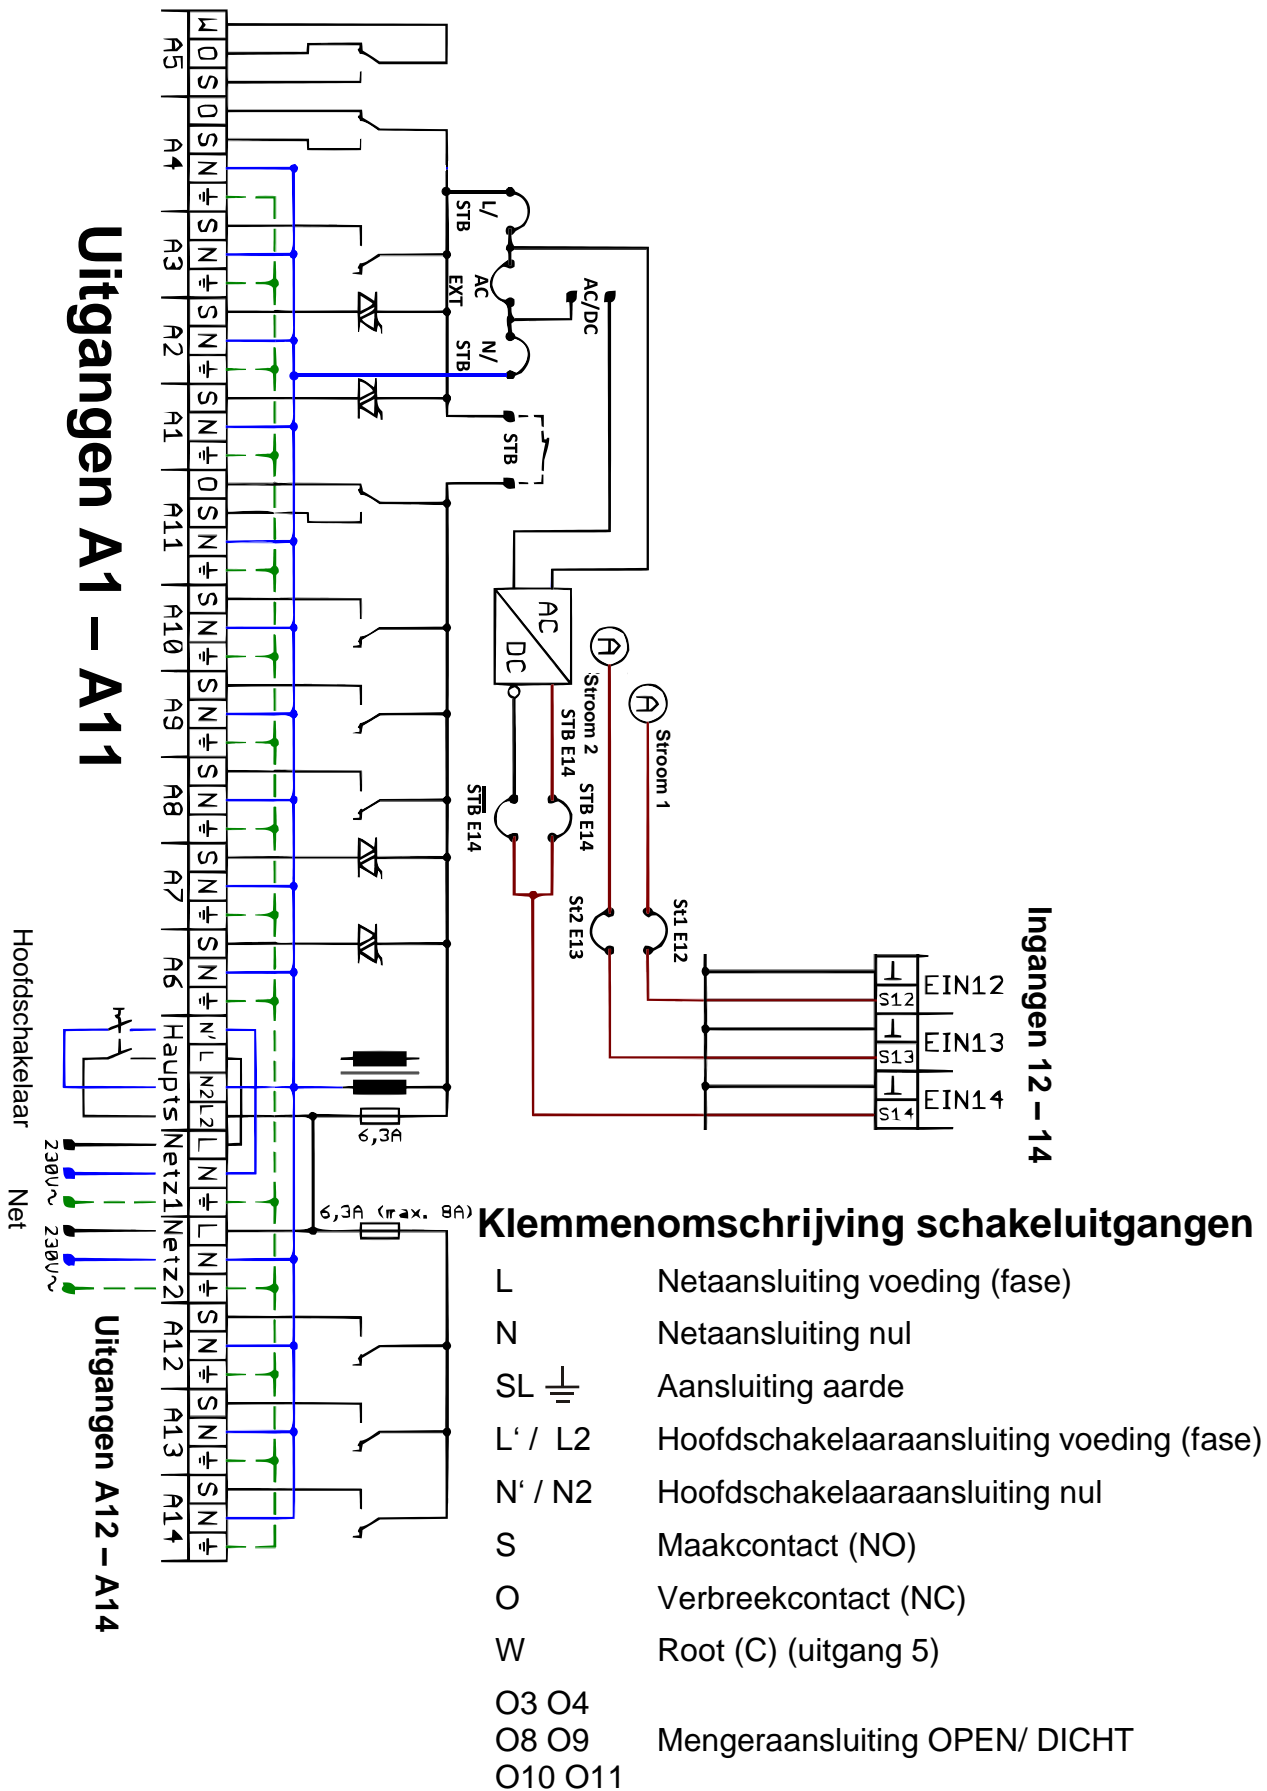 Uitgangen A1 – A11
A5
W
O
S
A4
O
S
N
A3
S
N
A2
S
N
A1
S
N
A11
O
S
N
A10
S
N
A9
S
N
A8
S
N
A7
S
N
A6
S
N
Haupts
N'
L
N2
L2
Netz1
L
N
Netz2
L
N
A12
S
N
A13
S
N
A14
S
N
Hoofdschakelaar
Net
230V~
230V~
Uitgangen A12 – A14
6,3A
6,3A (max. 8A)
L/
STB
AC
EXT
N/
STB
AC/DC
STB
AC
DC
A
Stroom 2
A
Stroom 1
STB E14
STB E14
STB E14
St2 E13
St1 E12
Ingangen 12 – 14
EIN12
S12
EIN13
S13
EIN14
S14
Klemmenomschrijving schakeluitgangen
L Netaansluiting voeding (fase)
N Netaansluiting nul
SL Aansluiting aarde
L‘ / L2 Hoofdschakelaaraansluiting voeding (fase)
N‘ / N2 Hoofdschakelaaraansluiting nul
S Maakcontact (NO)
O Verbreekcontact (NC)
W Root (C) (uitgang 5)
O3 O4
O8 O9 Mengeraansluiting OPEN/ DICHT
O10 O11